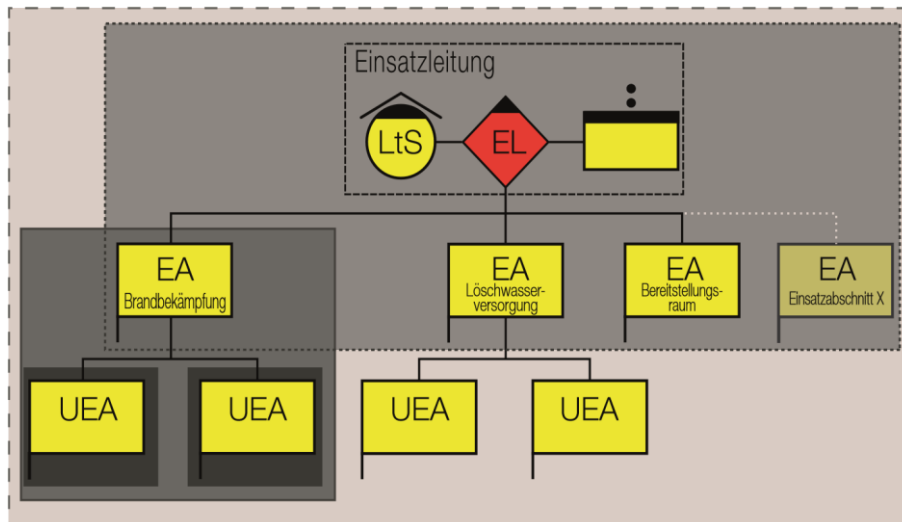 Einsatzleitung
LtS
EL
EA
Brandbekämpfung
EA
Löschwasser-
versorgung
EA
Bereitstellungs-
raum
EA
Einsatzabschnitt X
UEA
UEA
UEA
UEA